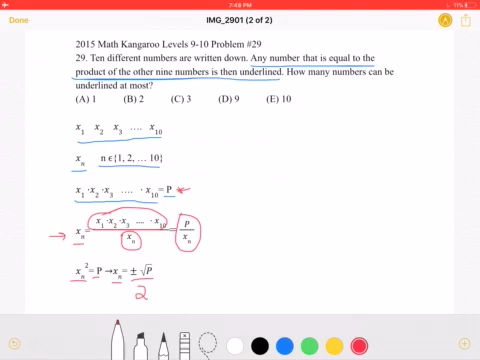 7:48 PM
11%
Done
IMG_2901 (2 of 2)
2015 Math Kangaroo Levels 9-10 Problem #29
29. Ten different numbers are written down. Any number that is equal to the
product of the other nine numbers is then underlined. How many numbers can be
underlined at most?
(A) 1 (B) 2 (C) 3 (D) 9 (E) 10
x₁ x₂ x₃ .... x₁₀
xₙ n ϵ{1, 2, … 10}
x₁ ·x₂ ·x₃ .... · x₁₀ = P
xₙ = x₁ ·x₂ ·x₃ .... · x₁₀ / xₙ = P / xₙ
xₙ² = P →xₙ = ± √P
2